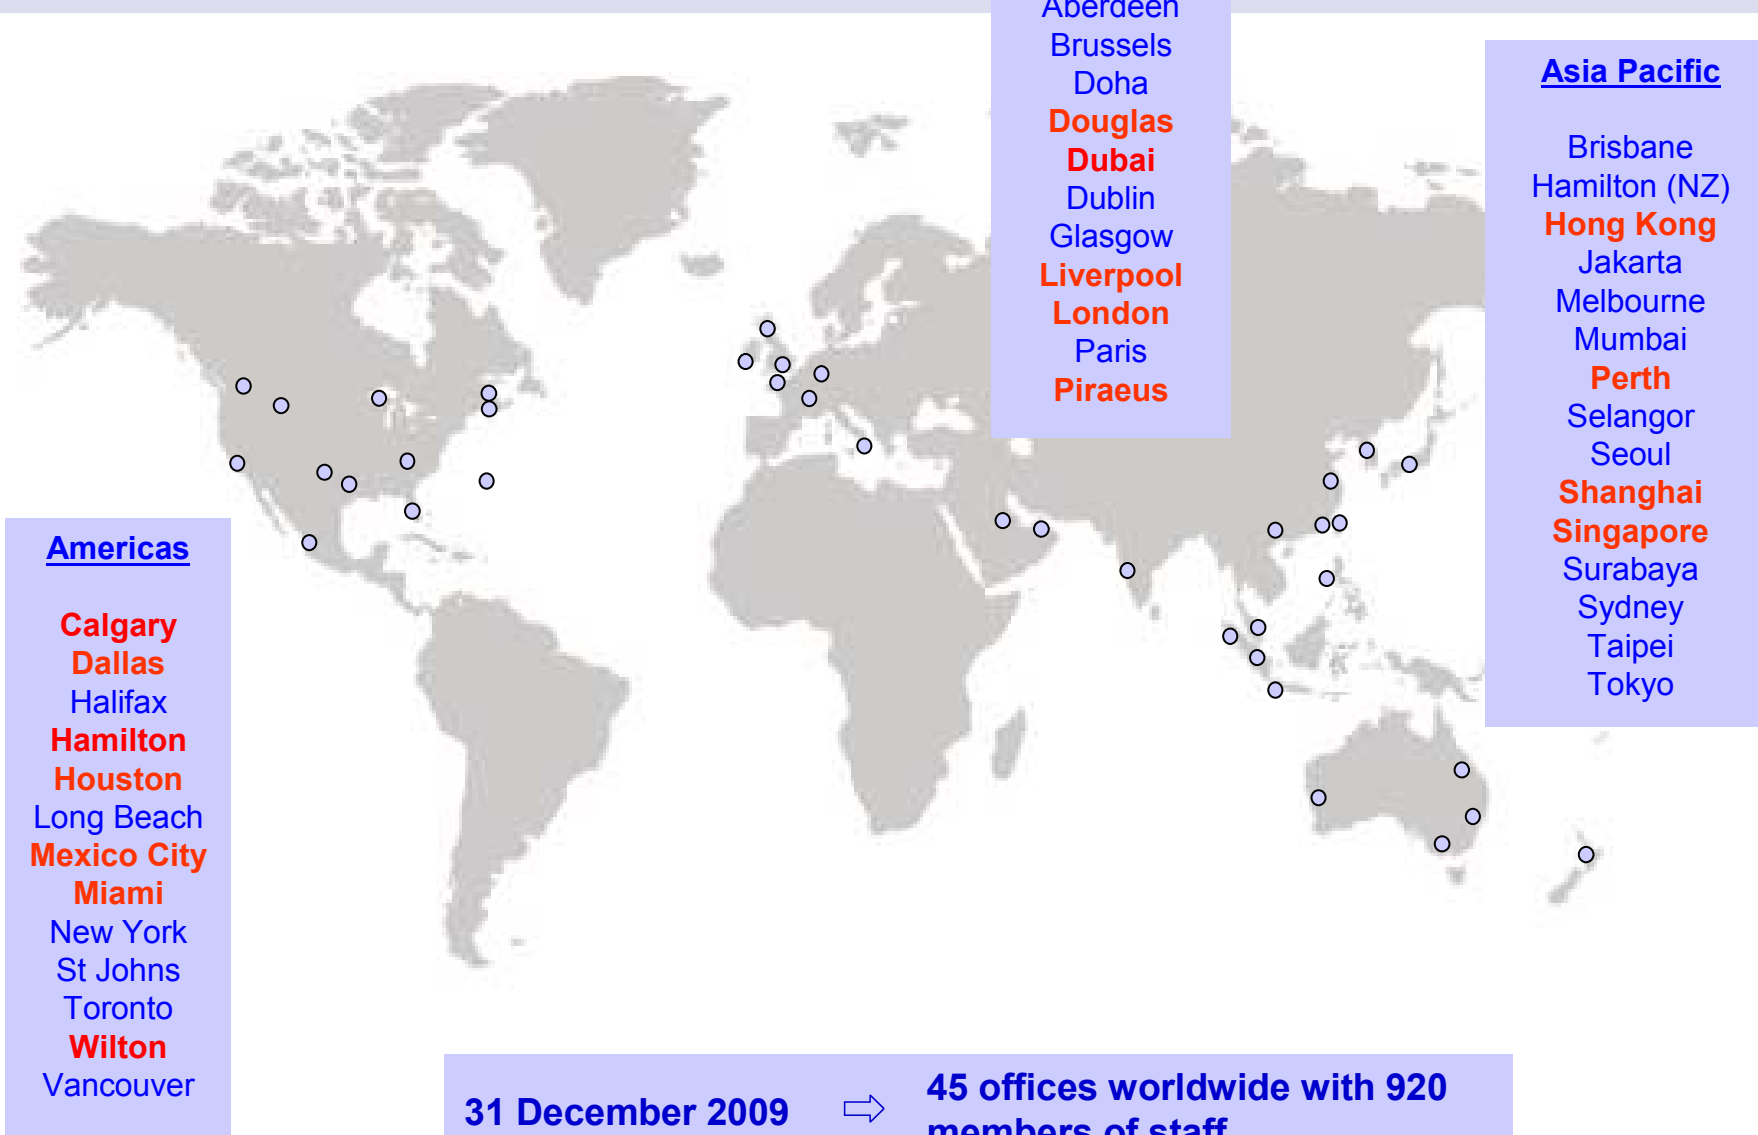 Aberdeen
Brussels
Doha
Douglas
Dubai
Dublin
Glasgow
Liverpool
London
Paris
Piraeus
Asia Pacific
Brisbane
Hamilton (NZ)
Hong Kong
Jakarta
Melbourne
Mumbai
Perth
Selangor
Seoul
Shanghai
Singapore
Surabaya
Sydney
Taipei
Tokyo
Americas
Calgary
Dallas
Halifax
Hamilton
Houston
Long Beach
Mexico City
Miami
New York
St Johns
Toronto
Wilton
Vancouver
31 December 2009 ⇨ 45 offices worldwide with 920
members of staff